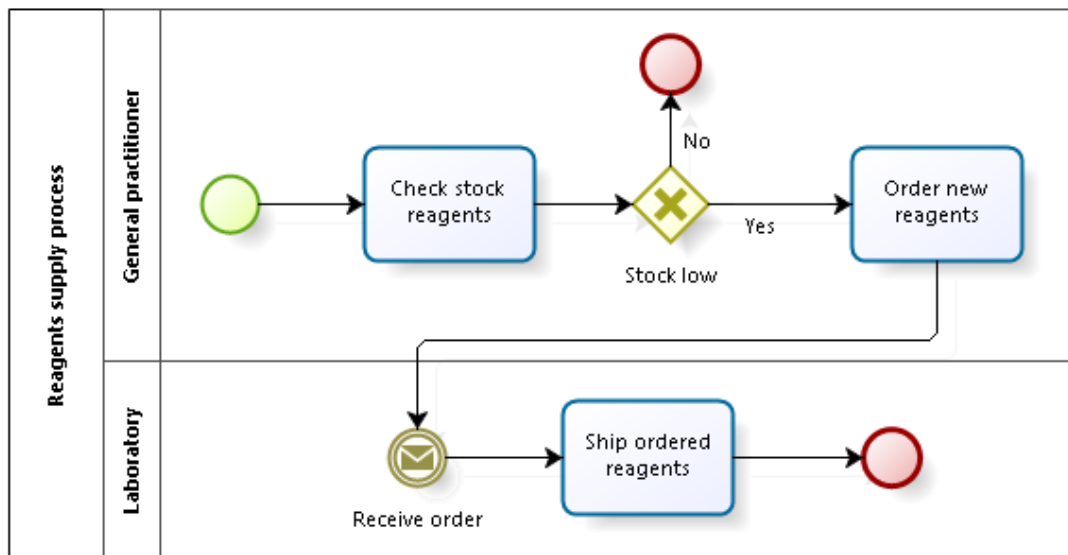 Reagents supply process
General practitioner
Check stock
reagents
No
Stock low
Yes
Order new
reagents
Laboratory
Receive order
Ship ordered
reagents